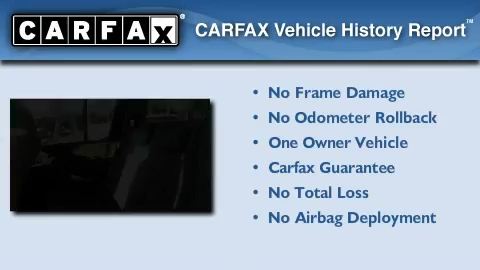 CARFAX® CARFAX Vehicle History Report™
• No Frame Damage
• No Odometer Rollback
• One Owner Vehicle
• Carfax Guarantee
• No Total Loss
• No Airbag Deployment